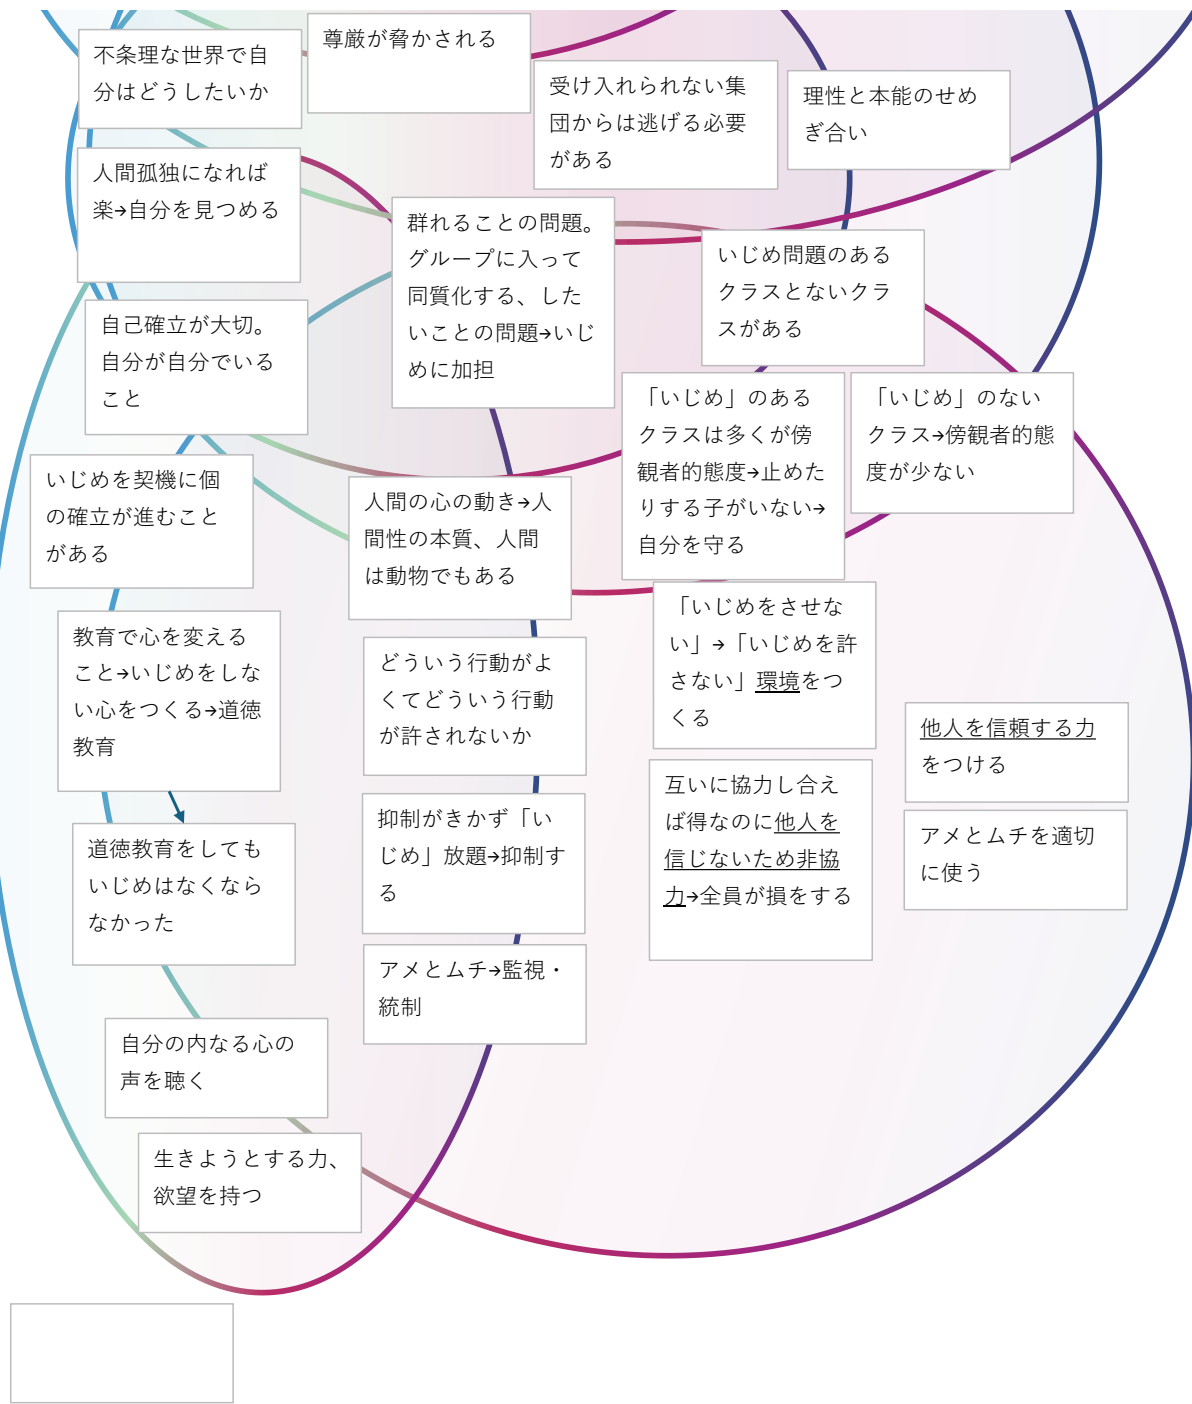 不条理な世界で自
分はどうしたいか
尊厳が脅かされる
受け入れられない集
団からは逃げる必要
がある
理性と本能のせめ
ぎ合い
人間孤独になれば
楽→自分を見つめる
群れることの問題。
グループに入って
同質化する、した
いことの問題→いじ
めに加担
いじめ問題のある
クラスとないクラ
スがある
自己確立が大切。
自分が自分でいる
こと
「いじめ」のある
クラスは多くが傍
観者的態度→止めた
りする子がいない→
自分を守る
「いじめ」のない
クラス→傍観者的態
度が少ない
いじめを契機に個
の確立が進むこと
がある
人間の心の動き→人
間性の本質、人間
は動物でもある
「いじめをさせな
い」→「いじめを許
さない」環境をつ
くる
教育で心を変える
こと→いじめをしな
い心をつくる→道徳
教育
どういう行動がよ
くてどういう行動
が許されないか
他人を信頼する力
をつける
互いに協力し合え
ば得なのに他人を
信じないため非協
力→全員が損をする
抑制がきかず「い
じめ」放題→抑制す
る
アメとムチを適切
に使う
道徳教育をしても
いじめはなくなら
なかった
アメとムチ→監視・
統制
自分の内なる心の
声を聴く
生きようとする力、
欲望を持つ